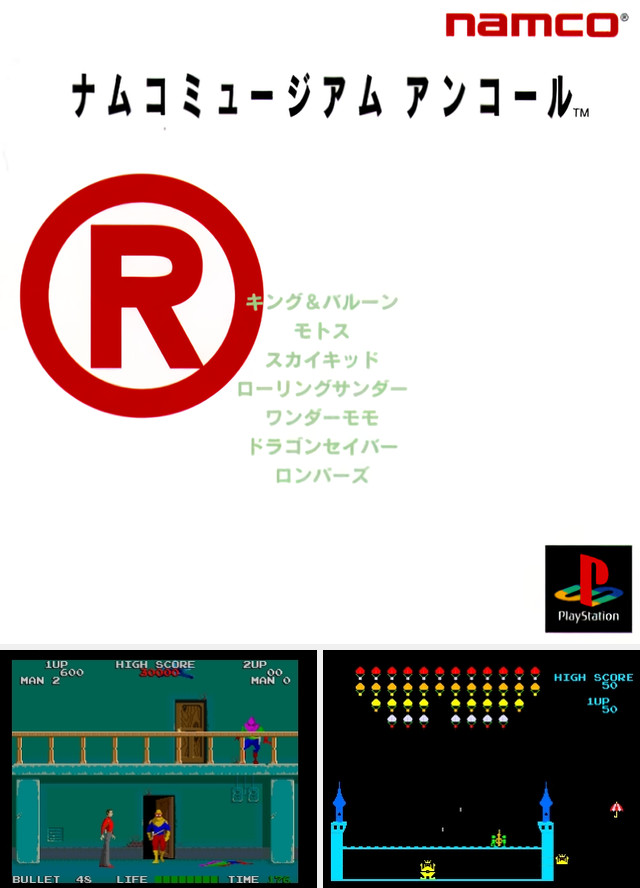 namco®
ナムコミュージアム アンコール™
R
キング&バルーン
モトス
スカイキッド
ローリングサンダー
ワンダーモモ
ドラゴンセイバー
ロンパーズ
PlayStation
1UP HIGH SCORE 2UP
600 20000 00
MAN 2 MAN 0
BULLET 48 LIFE TIME
HIGH SCORE
50
1UP
50